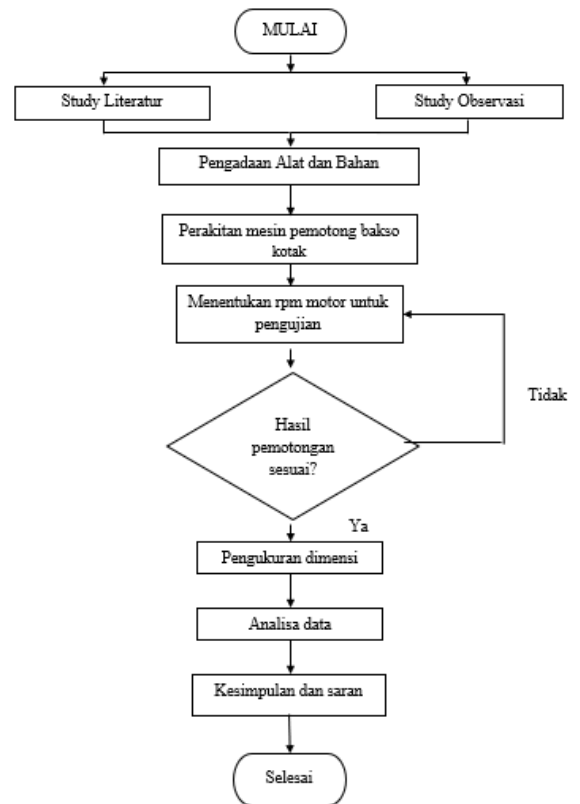 MULAI
Study Literatur
Study Observasi
Pengadaan Alat dan Bahan
Perakitan mesin pemotong bakso
kotak
Menentukan rpm motor untuk
pengujian
Tidak
Hasil
pemotongan
sesuai?
Ya
Pengukuran dimensi
Analisa data
Kesimpulan dan saran
Selesai